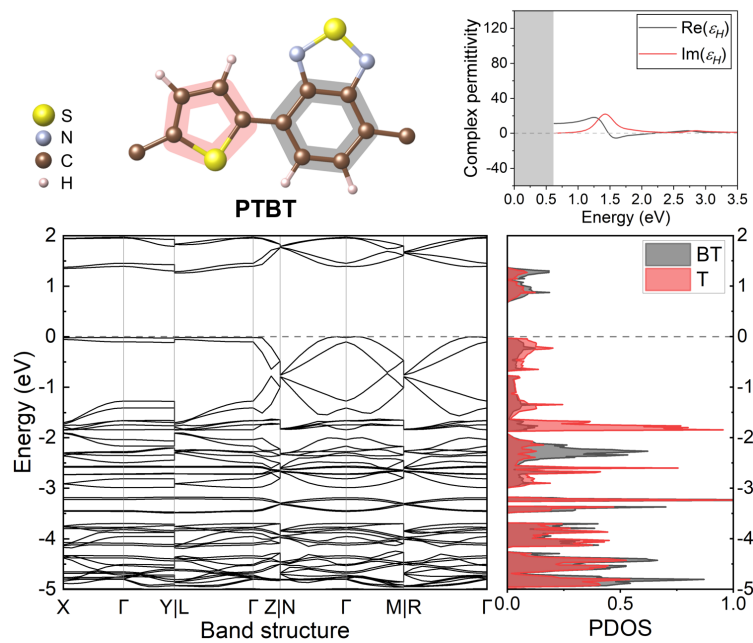 S
N
C
H
PTBT
Complex permittivity
120
80
40
0
-40
Re(εH)
Im(εH)
0.0 0.5 1.0 1.5 2.0 2.5 3.0 3.5
Energy (eV)
Energy (eV)
2
1
0
-1
-2
-3
-4
-5
X Γ Y|L Γ Z|N Γ M|R Γ
Band structure
BT
T
2
1
0
-1
-2
-3
-4
-5
0.0 0.5 1.0
PDOS